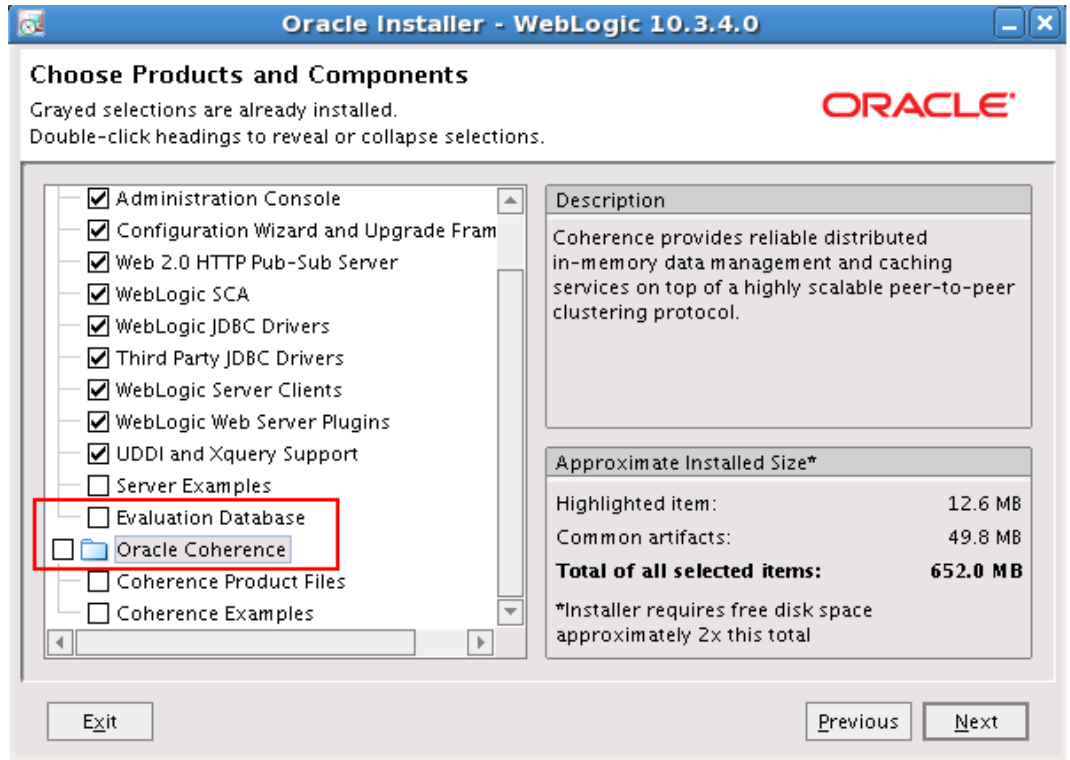 Oracle Installer - WebLogic 10.3.4.0
Choose Products and Components
Grayed selections are already installed.
Double-click headings to reveal or collapse selections.
ORACLE
Administration Console
Configuration Wizard and Upgrade Fram
Web 2.0 HTTP Pub-Sub Server
WebLogic SCA
WebLogic JDBC Drivers
Third Party JDBC Drivers
WebLogic Server Clients
WebLogic Web Server Plugins
UDDI and Xquery Support
Server Examples
Evaluation Database
Oracle Coherence
Coherence Product Files
Coherence Examples
Description
Coherence provides reliable distributed
in-memory data management and caching
services on top of a highly scalable peer-to-peer
clustering protocol.
Approximate Installed Size*
Highlighted item: 12.6 MB
Common artifacts: 49.8 MB
Total of all selected items: 652.0 MB
*Installer requires free disk space
approximately 2x this total
Exit
Previous
Next